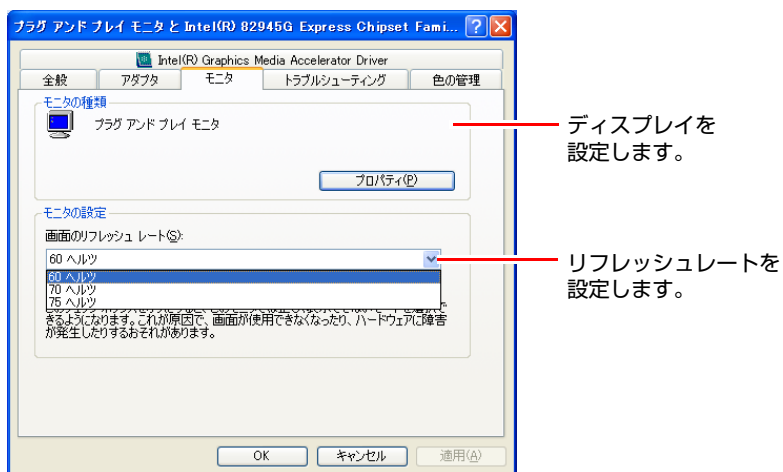 プラグ アンド プレイ モニタ と Intel(R) 82945G Express Chipset Fami...
Intel(R) Graphics Media Accelerator Driver
全般 アダプタ モニタ トラブルシューティング 色の管理
モニタの種類
プラグ アンド プレイ モニタ
プロパティ(P)
モニタの設定
画面のリフレッシュ レート(S):
60 ヘルツ
60 ヘルツ
70 ヘルツ
75 ヘルツ
きるようになります。これが原因で、画面が使用できなくなったり、ハードウェアに障害
が発生したりするおそれがあります。
OK キャンセル 適用(A)
ディスプレイを
設定します。
リフレッシュレートを
設定します。